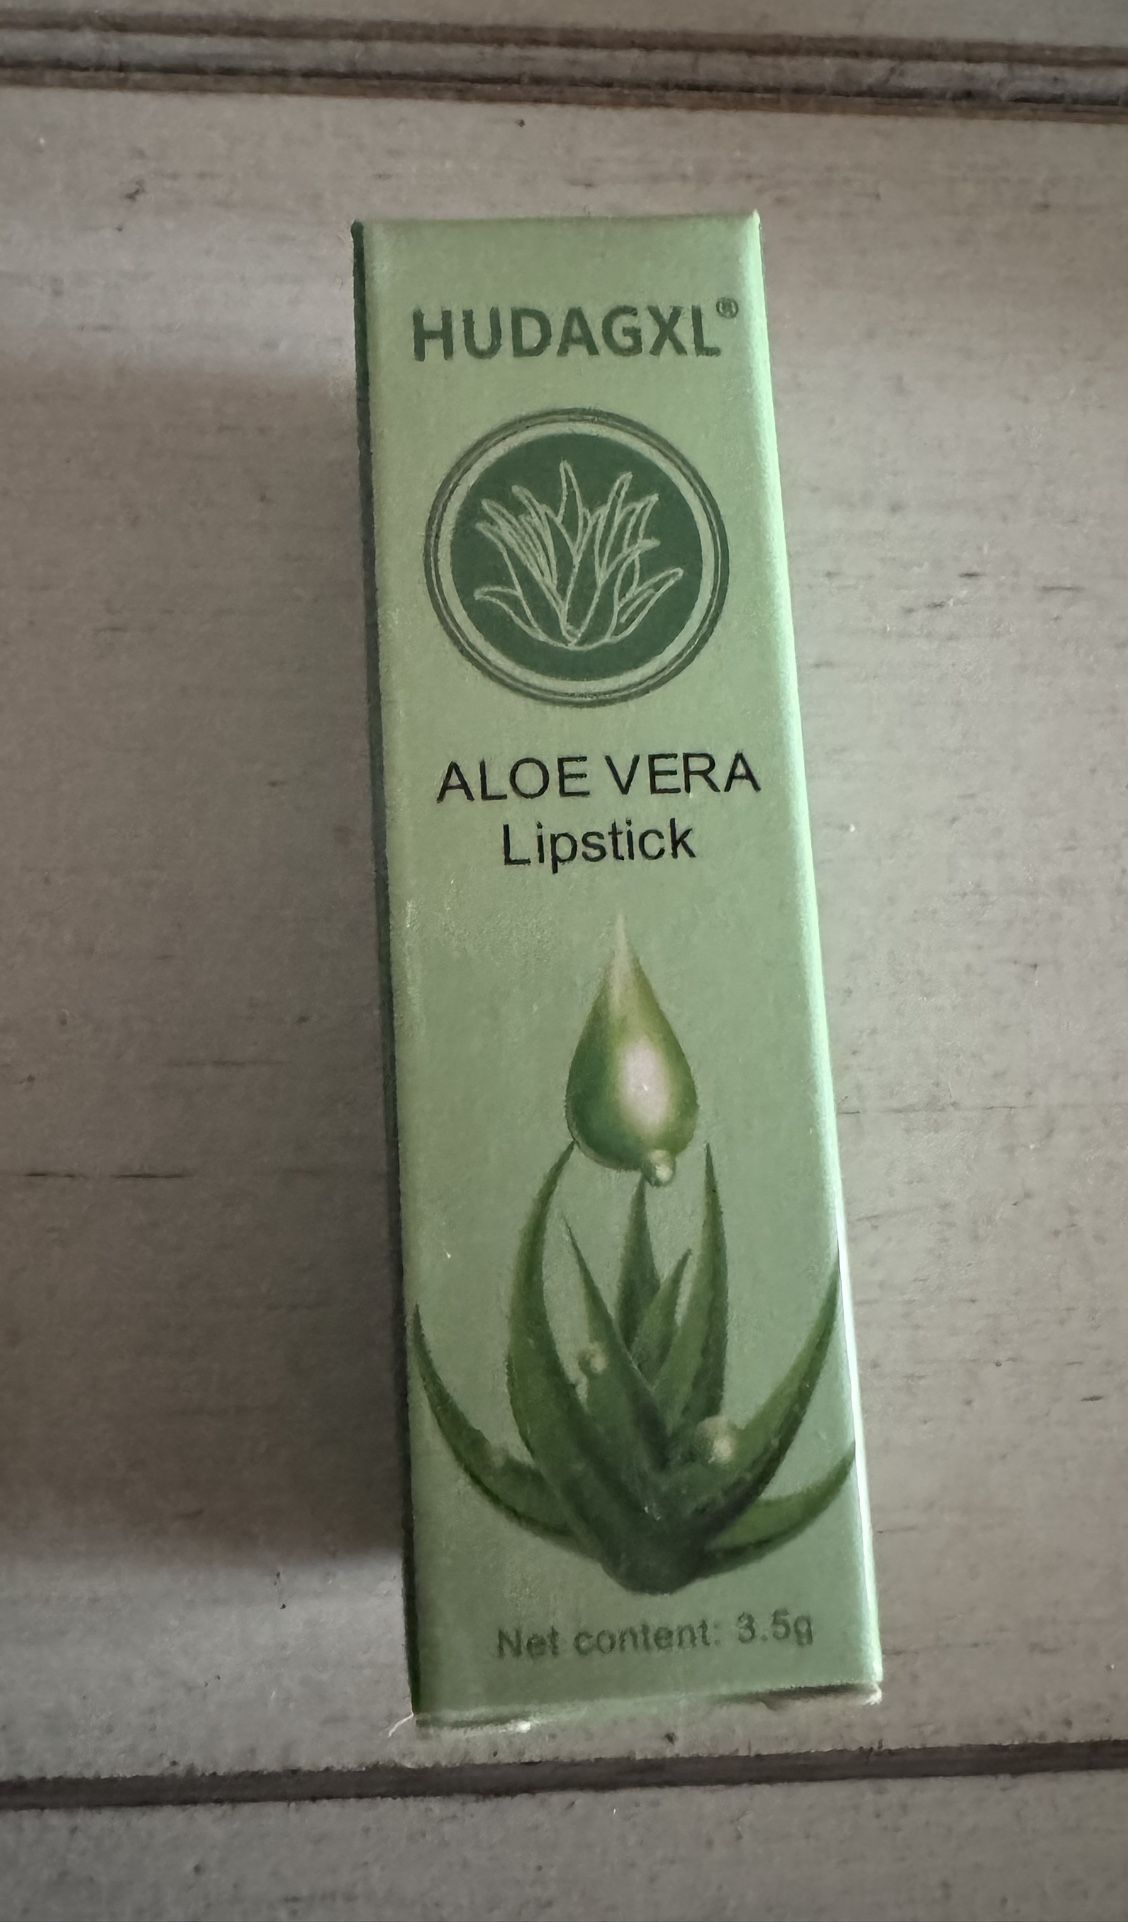 HUDAGXL®
ALOE VERA
Lipstick
Net content: 3.5g